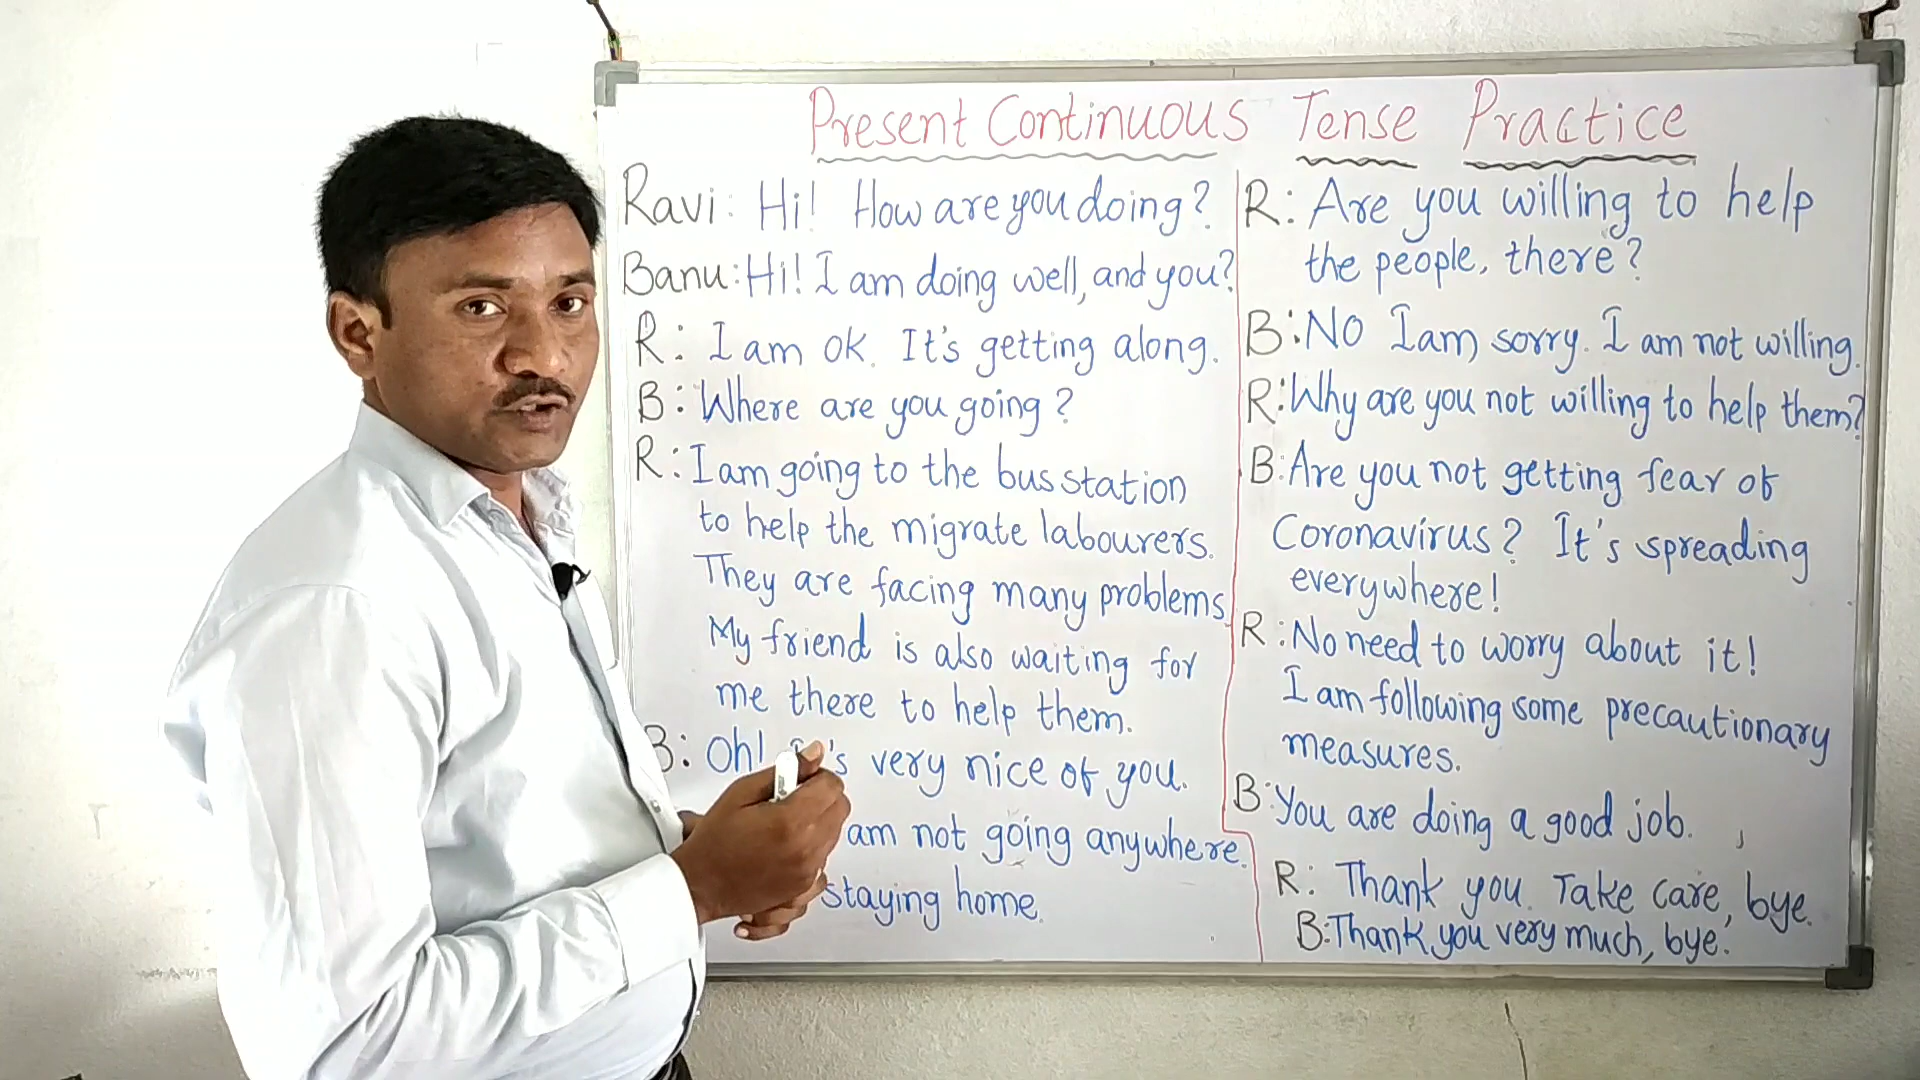 Present Continuous Tense Practice
Ravi: Hi! How are you doing?
Banu: Hi! I am doing well, and you?
R: I am ok. It's getting along.
B: Where are you going?
R: I am going to the bus station
to help the migrate labourers.
They are facing many problems.
My friend is also waiting for
me there to help them.
B: Oh! 's very nice of you.
am not going anywhere.
staying home.
R: Are you willing to help
the people, there?
B: NO I am sorry. I am not willing.
R: Why are you not willing to help them?
B: Are you not getting fear of
Coronavirus? It's spreading
everywhere!
R: No need to worry about it!
I am following some precautionary
measures.
B: You are doing a good job.
R: Thank you. Take care, bye.
B: Thank you very much, bye.